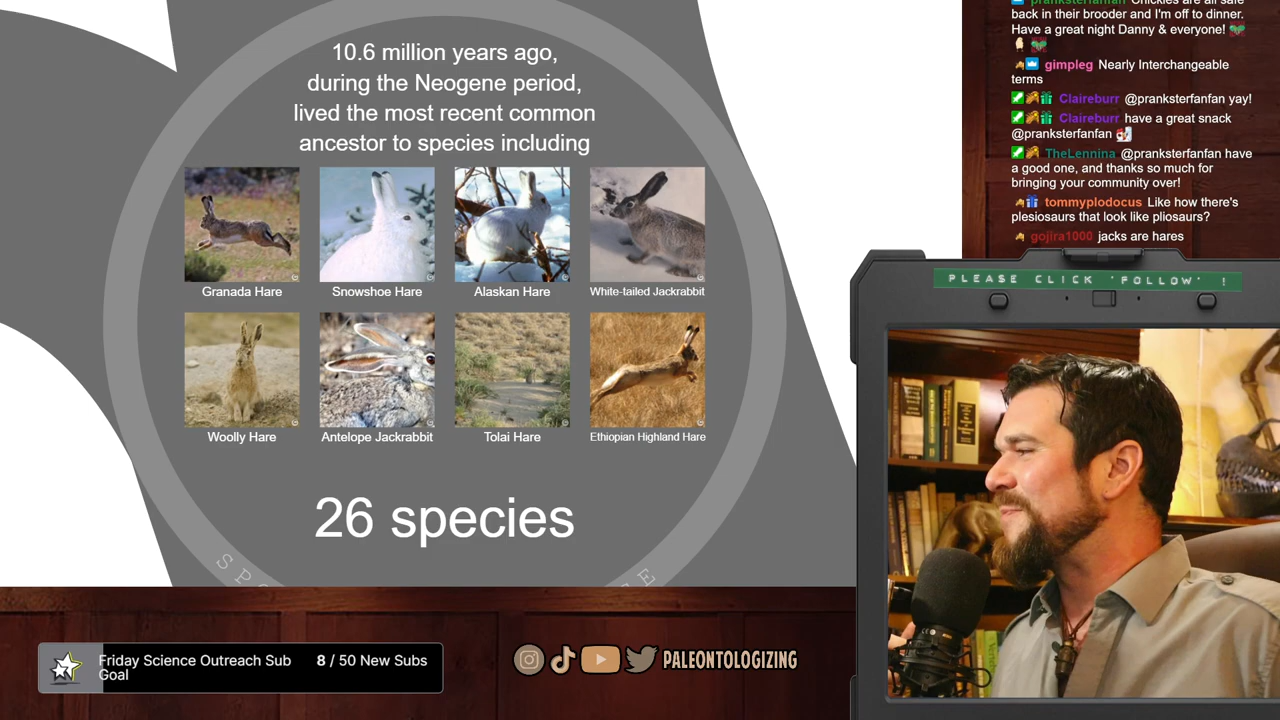 10.6 million years ago,
during the Neogene period,
lived the most recent common
ancestor to species including
Granada Hare
Snowshoe Hare
Alaskan Hare
White-tailed Jackrabbit
Woolly Hare
Antelope Jackrabbit
Tolai Hare
Ethiopian Highland Hare
26 species
back in their brooder and I'm off to dinner.
Have a great night Danny & everyone!
gimpleg Nearly Interchangeable
terms
Claireburr @pranksterfanfan yay!
Claireburr have a great snack
@pranksterfanfan
TheLennina @pranksterfanfan have
a good one, and thanks so much for
bringing your community over!
tommyplodocus Like how there's
plesiosaurs that look like pliosaurs?
gojira1000 jacks are hares
PLEASE CLICK 'FOLLOW' !
Friday Science Outreach Sub
Goal
8 / 50 New Subs
PALEONTOLOGIZING